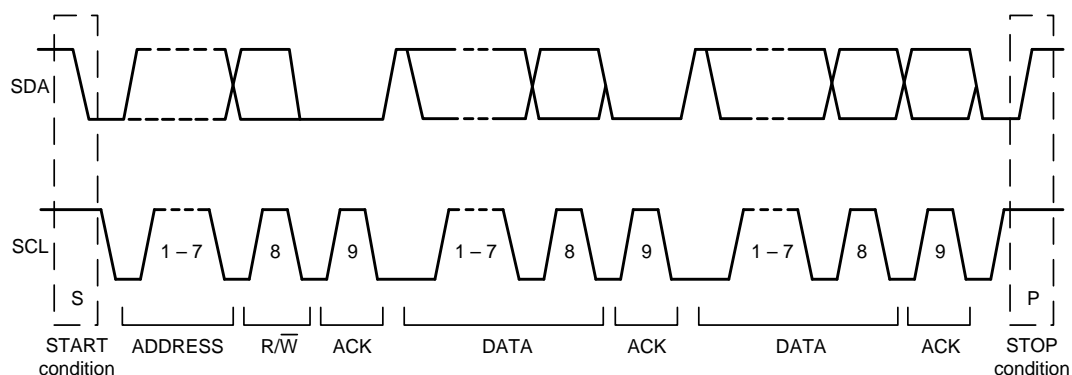 SDA
SCL
1 – 7
8
9
1 – 7
8
9
1 – 7
8
9
S
P
START
condition
ADDRESS
R/W̅
ACK
DATA
ACK
DATA
ACK
STOP
condition